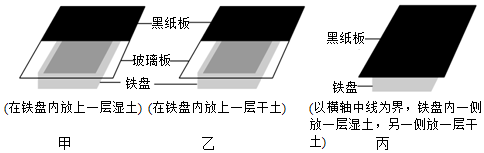 黑纸板
玻璃板
铁盘
(在铁盘内放上一层湿土)
甲
(在铁盘内放上一层干土)
乙
黑纸板
铁盘
(以横轴中线为界，铁盘内一侧
放一层湿土，另一侧放一层干
土)
丙